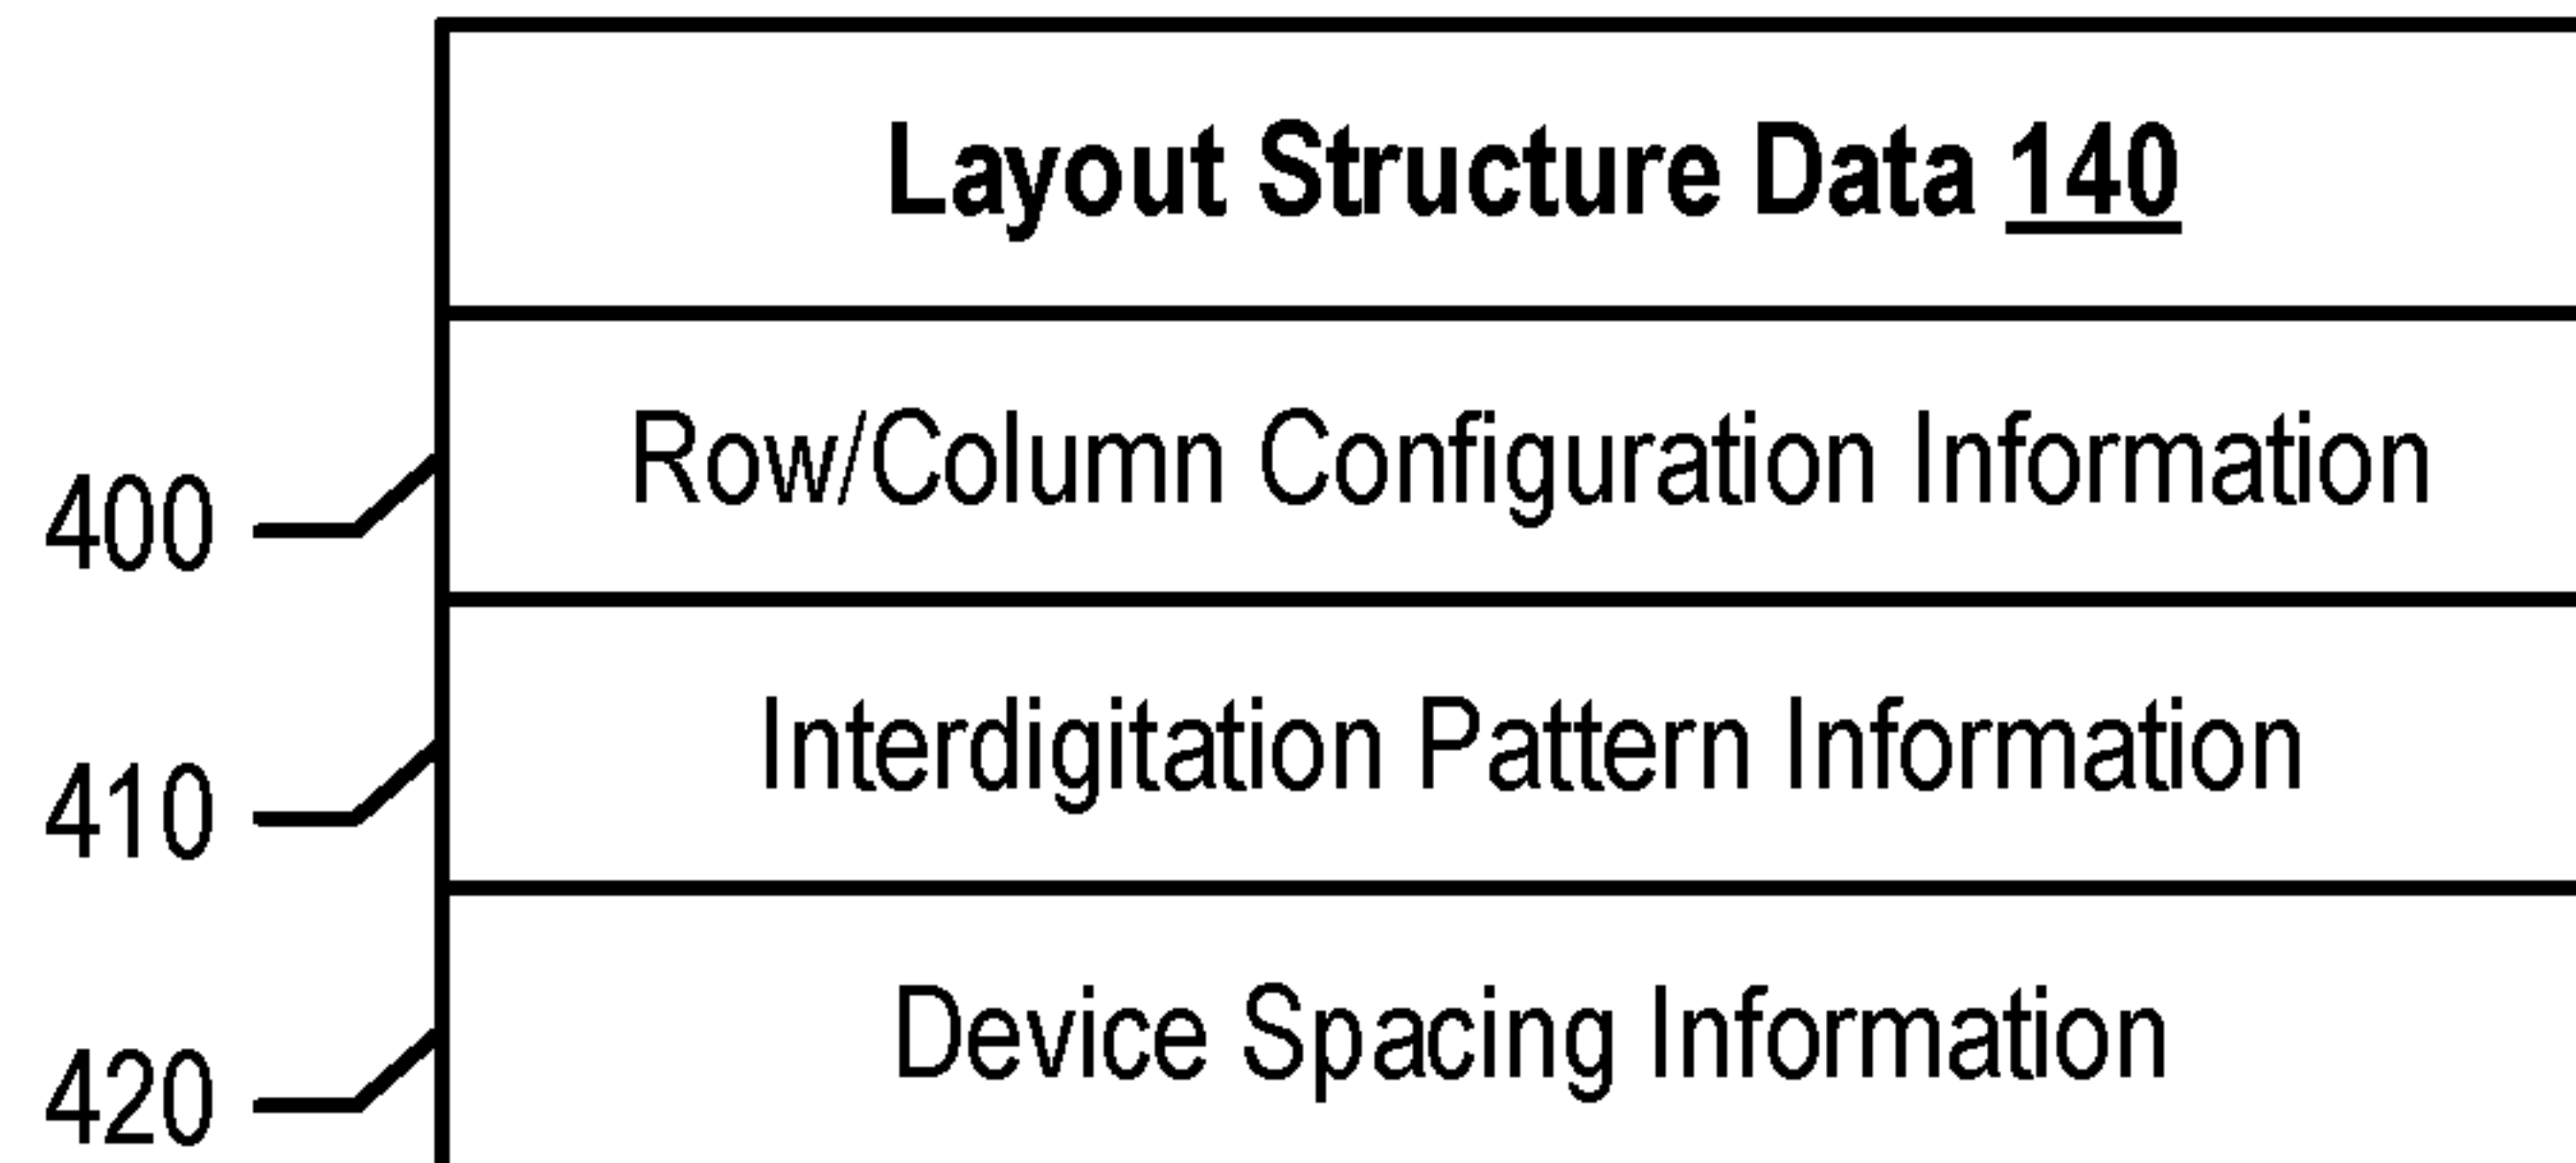 Layout Structure Data 140
Row/Column Configuration Information
400
Interdigitation Pattern Information
410
Device Spacing Information
420